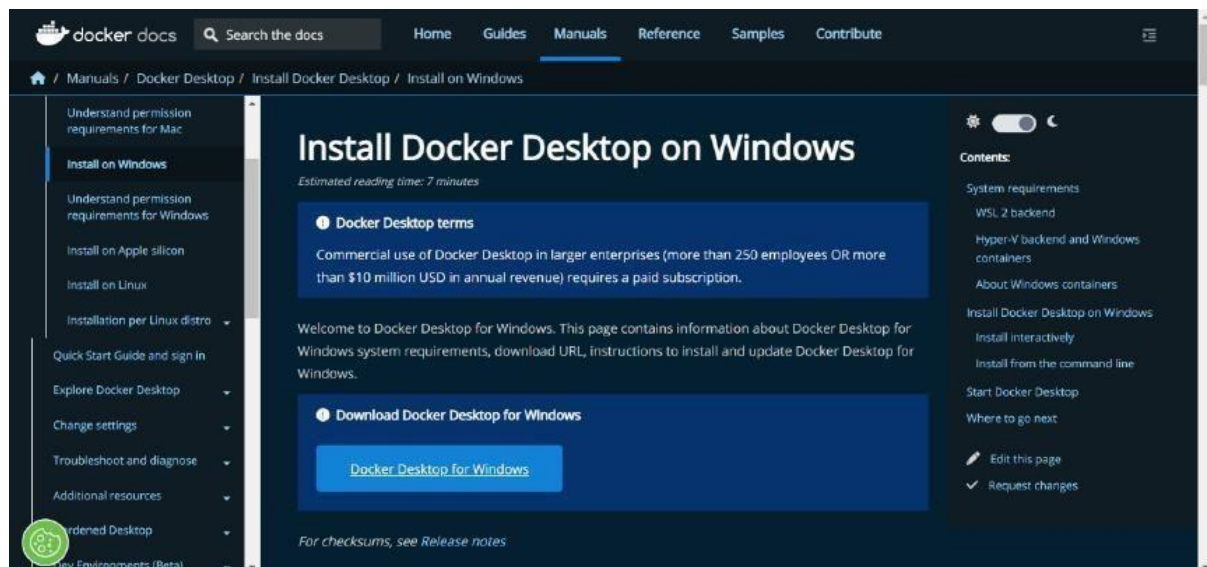 docker docs
Search the docs
Home
Guides
Manuals
Reference
Samples
Contribute
/ Manuals / Docker Desktop / Install Docker Desktop / Install on Windows
Understand permission
requirements for Mac
Install on Windows
Understand permission
requirements for Windows
Install on Apple silicon
Install on Linux
Installation per Linux distro
Quick Start Guide and sign in
Explore Docker Desktop
Change settings
Troubleshoot and diagnose
Additional resources
rdened Desktop
Dev Environments (Beta)
Install Docker Desktop on Windows
Estimated reading time: 7 minutes
Docker Desktop terms
Commercial use of Docker Desktop in larger enterprises (more than 250 employees OR more
than $10 million USD in annual revenue) requires a paid subscription.
Welcome to Docker Desktop for Windows. This page contains information about Docker Desktop for
Windows system requirements, download URL, instructions to install and update Docker Desktop for
Windows.
Download Docker Desktop for Windows
Docker Desktop for Windows
For checksums, see Release notes
Contents:
System requirements
WSL 2 backend
Hyper-V backend and Windows
containers
About Windows containers
Install Docker Desktop on Windows
Install interactively
Install from the command line
Start Docker Desktop
Where to go next
Edit this page
Request changes